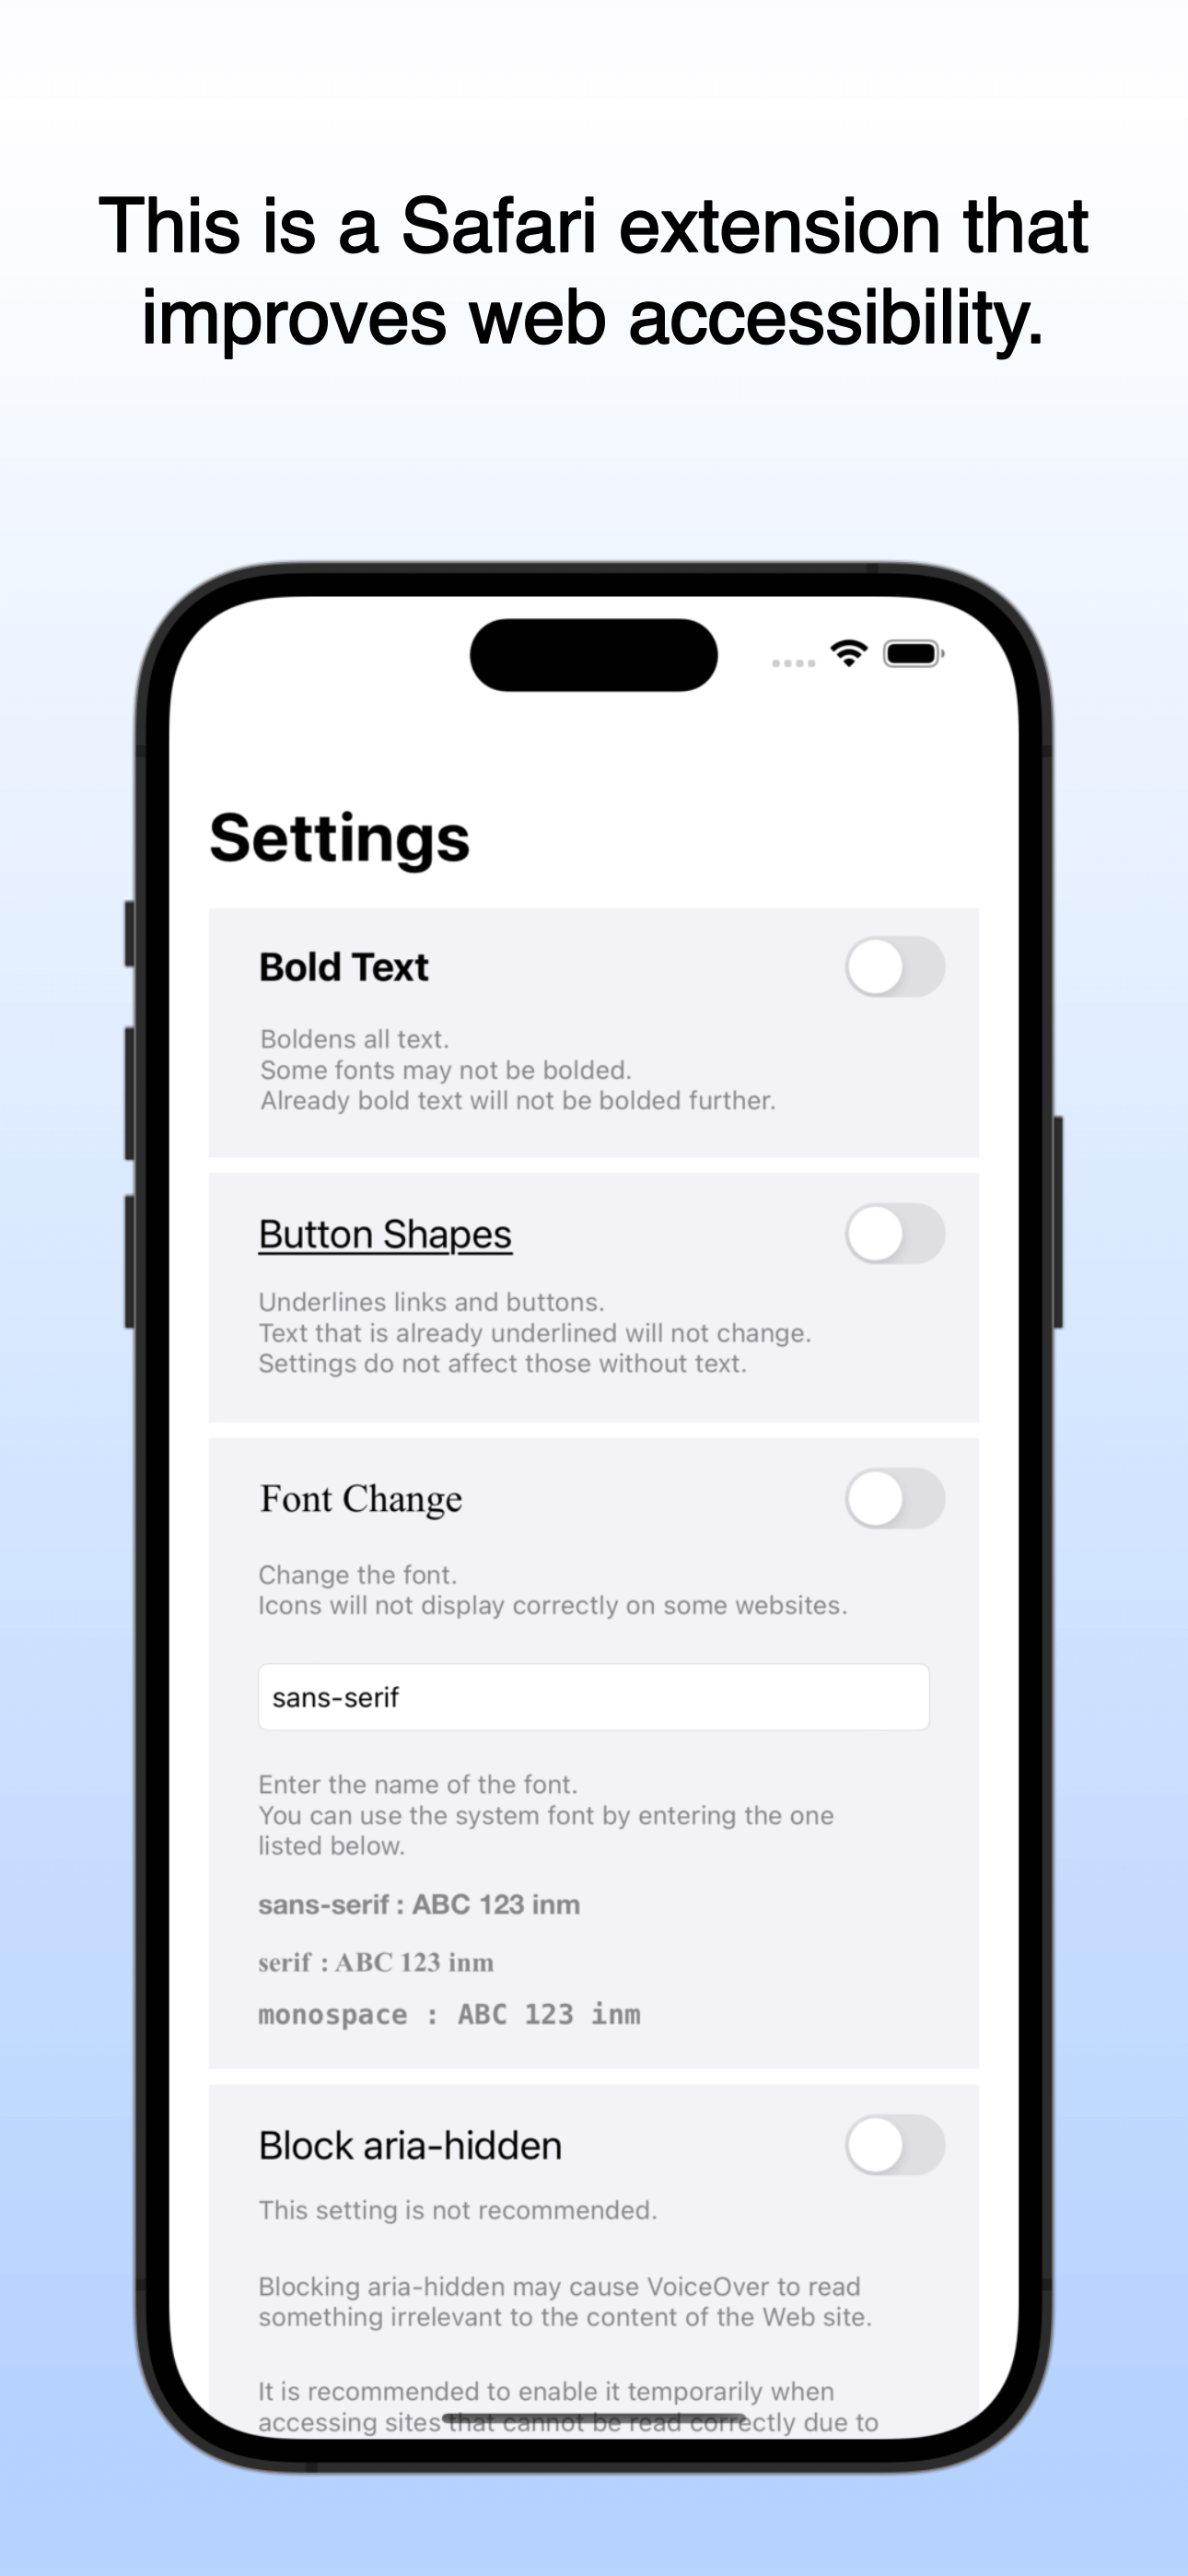 This is a Safari extension that
improves web accessibility.
Settings
Bold Text
Boldens all text.
Some fonts may not be bolded.
Already bold text will not be bolded further.
Button Shapes
Underlines links and buttons.
Text that is already underlined will not change.
Settings do not affect those without text.
Font Change
Change the font.
Icons will not display correctly on some websites.
sans-serif
Enter the name of the font.
You can use the system font by entering the one
listed below.
sans-serif : ABC 123 inm
serif : ABC 123 inm
monospace : ABC 123 inm
Block aria-hidden
This setting is not recommended.
Blocking aria-hidden may cause VoiceOver to read
something irrelevant to the content of the Web site.
It is recommended to enable it temporarily when
accessing sites that cannot be read correctly due to